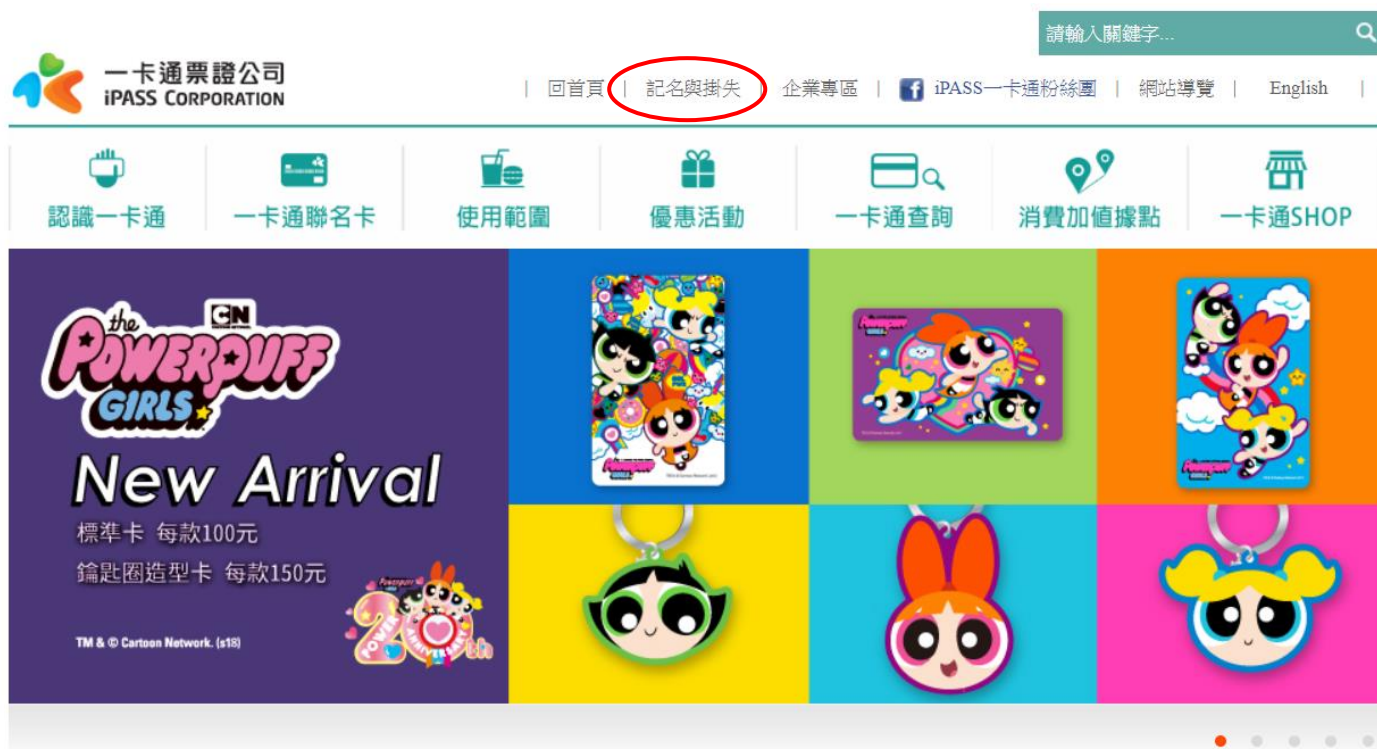 請輸入關鍵字...
一卡通票證公司
iPASS CORPORATION
| 回首頁 | 記名與掛失 | 企業專區 | f iPASS一卡通粉絲團 | 網站導覽 | English |
認識一卡通 一卡通聯名卡 使用範圍 優惠活動 一卡通查詢 消費加值據點 一卡通SHOP
the
CN
POWERPUFF
GIRLS
New Arrival
標準卡 每款100元
鑰匙圈造型卡 每款150元
TM & © Cartoon Network. (s18)
20th
POWER
ANNIVERSARY